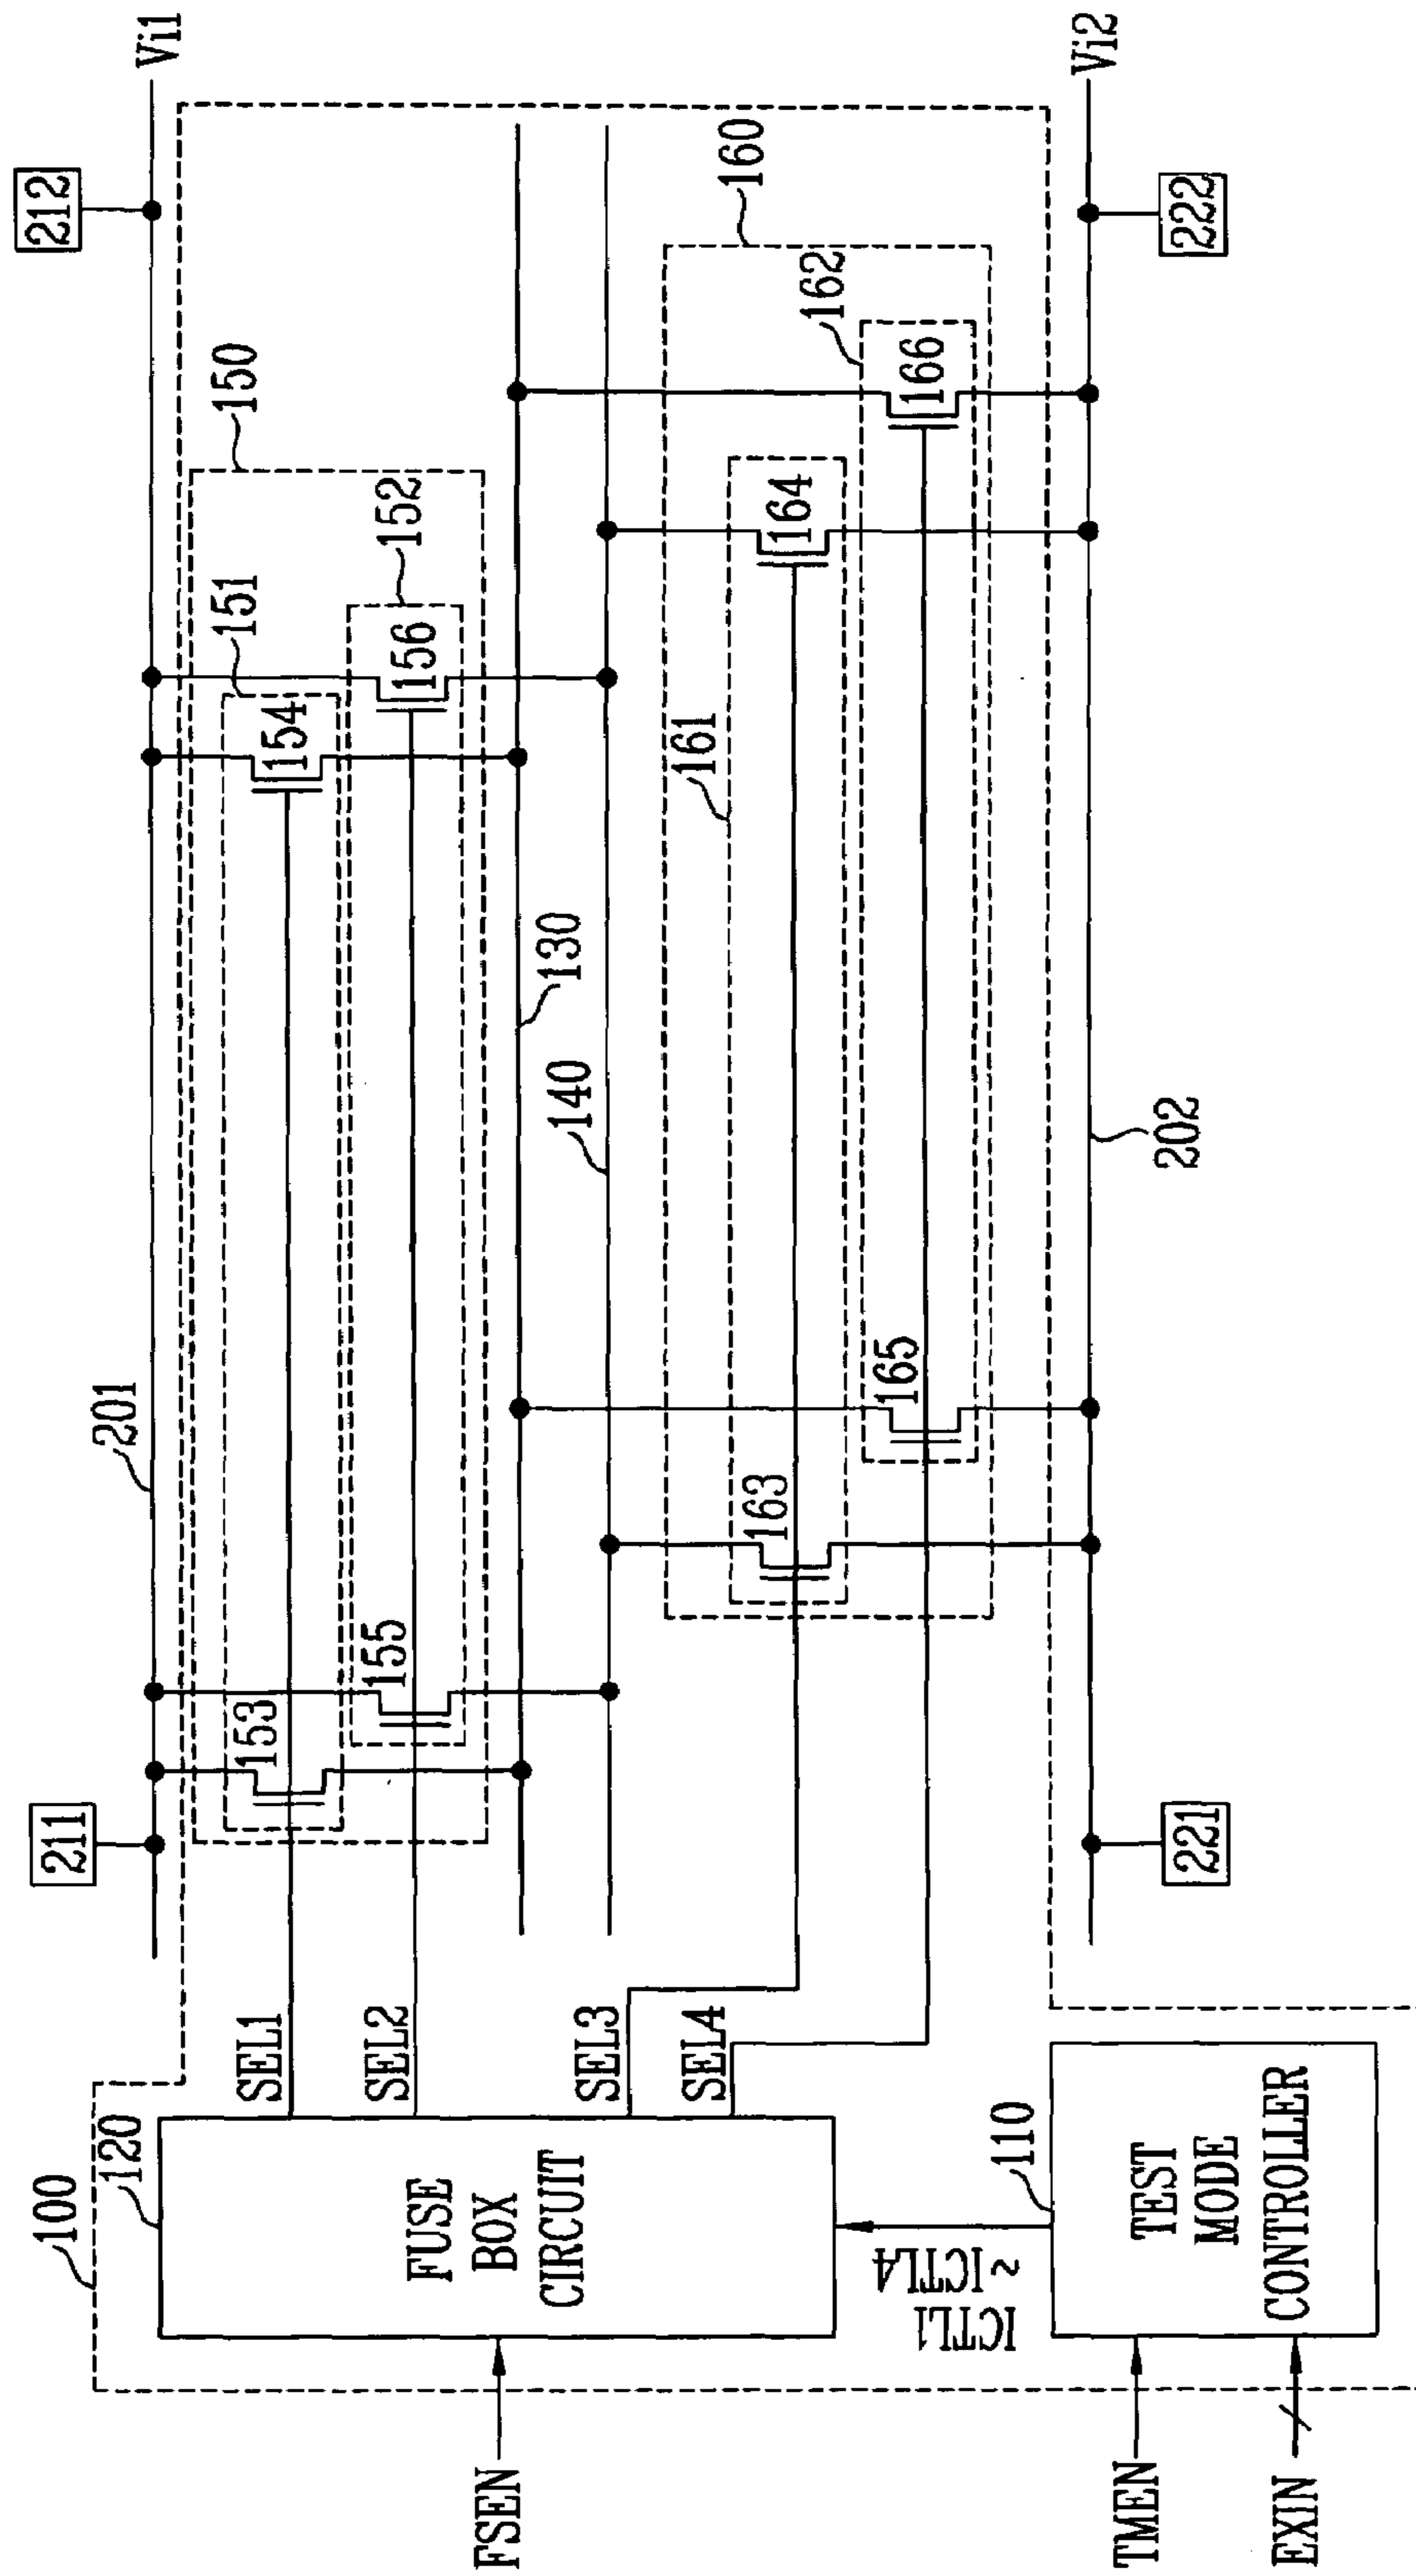 211
212
Vi1
201
150
151
152
153
154
155
156
130
140
160
161
162
163
164
165
166
202
Vi2
221
222
100
120
FUSE
BOX
CIRCUIT
SEL1
SEL2
SEL3
SEL4
FSEN
ICTL1
~ICTL4
110
TEST
MODE
CONTROLLER
TMEN
EXIN